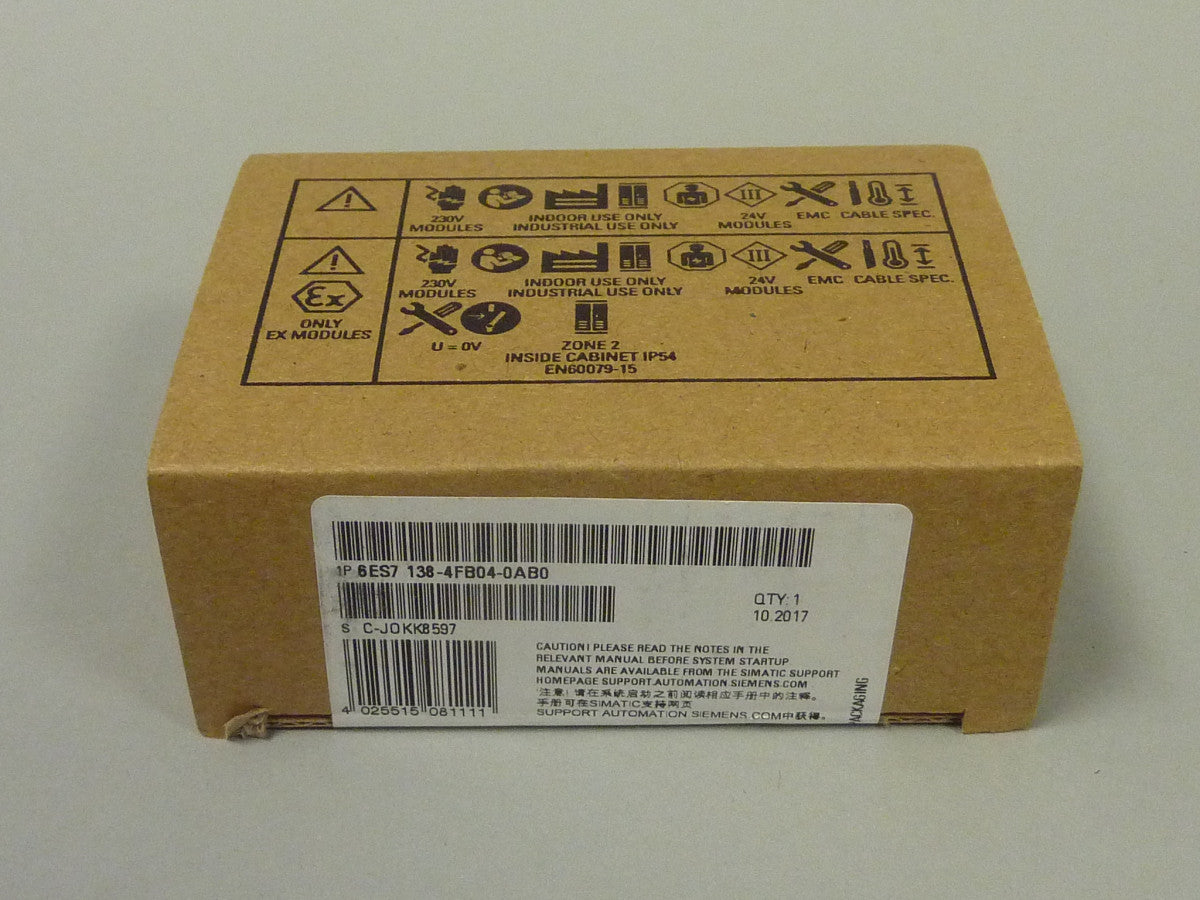 230V MODULES
INDOOR USE ONLY
INDUSTRIAL USE ONLY
III
24V MODULES
EMC
CABLE SPEC.
Ex
ONLY
EX MODULES
230V MODULES
INDOOR USE ONLY
INDUSTRIAL USE ONLY
III
24V MODULES
EMC
CABLE SPEC.
U = 0V
ZONE 2
INSIDE CABINET IP54
EN60079-15
1P 6ES7 138-4FB04-0AB0
QTY: 1
10.2017
S C-J0KK8597
4 025515 081111
CAUTION! PLEASE READ THE NOTES IN THE
RELEVANT MANUAL BEFORE SYSTEM STARTUP
MANUALS ARE AVAILABLE FROM THE SIMATIC SUPPORT
HOMEPAGE SUPPORT.AUTOMATION.SIEMENS.COM
注意! 请在系统启动之前阅读相应手册中的注释。
手册可在SIMATIC支持网页
SUPPORT.AUTOMATION.SIEMENS.COM中获得。
PACKAGING